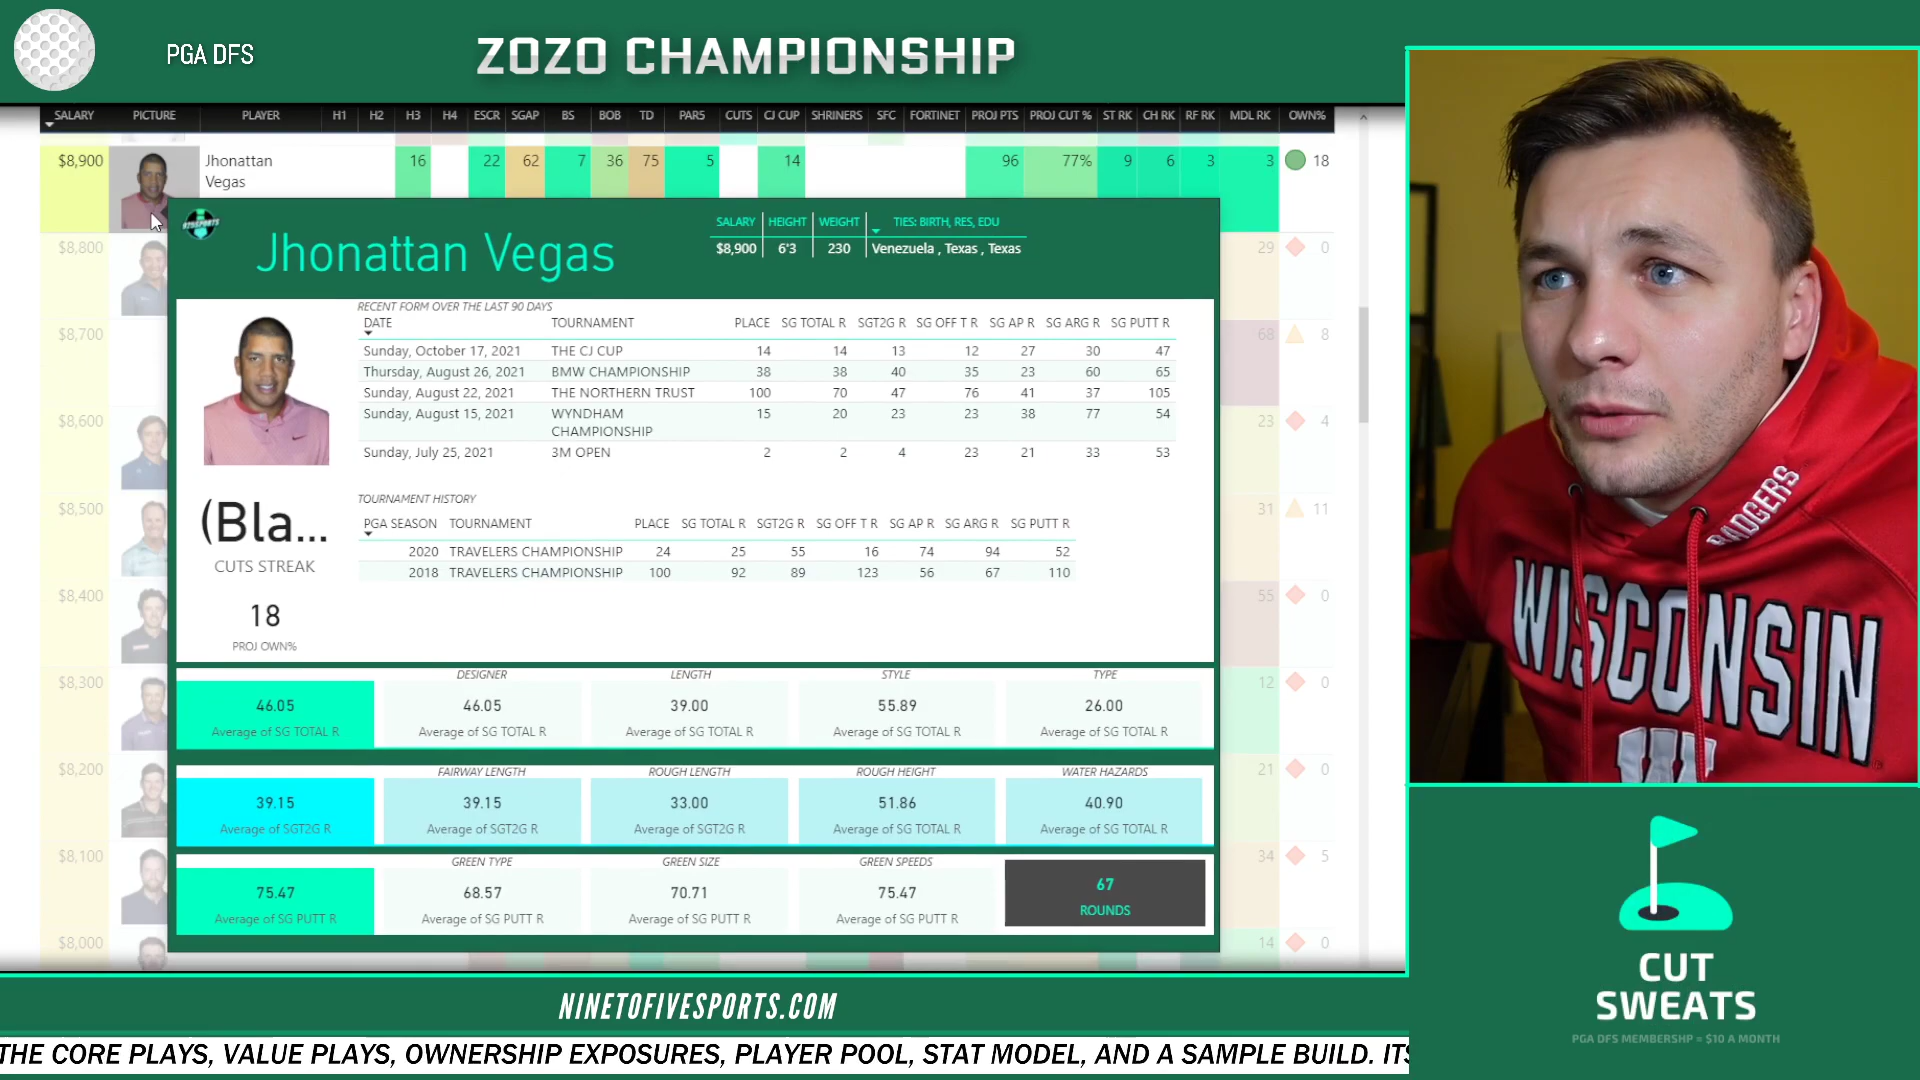 PGA DFS
ZOZO CHAMPIONSHIP
SALARY PICTURE PLAYER H1 H2 H3 H4 ESCR SGAP BS BOB TD PAR5 CUTS CJ CUP SHRINERS SFC FORTINET PROJ PTS PROJ CUT % ST RK CH RK RF RK MDL RK OWN%
$8,900 Jhonattan Vegas 16 22 62 7 36 75 5 14 96 77% 9 6 3 3 18
Jhonattan Vegas
SALARY HEIGHT WEIGHT TIES: BIRTH, RES, EDU
$8,900 6'3 230 Venezuela , Texas , Texas
RECENT FORM OVER THE LAST 90 DAYS
DATE TOURNAMENT PLACE SG TOTAL R SGT2G R SG OFF T R SG AP R SG ARG R SG PUTT R
Sunday, October 17, 2021 THE CJ CUP 14 14 13 12 27 30 47
Thursday, August 26, 2021 BMW CHAMPIONSHIP 38 38 40 35 23 60 65
Sunday, August 22, 2021 THE NORTHERN TRUST 100 70 47 76 41 37 105
Sunday, August 15, 2021 WYNDHAM CHAMPIONSHIP 15 20 23 23 38 77 54
Sunday, July 25, 2021 3M OPEN 2 2 4 23 21 33 53
TOURNAMENT HISTORY
PGA SEASON TOURNAMENT PLACE SG TOTAL R SGT2G R SG OFF T R SG AP R SG ARG R SG PUTT R
2020 TRAVELERS CHAMPIONSHIP 24 25 55 16 74 94 52
2018 TRAVELERS CHAMPIONSHIP 100 92 89 123 56 67 110
(Bla...
CUTS STREAK
18
PROJ OWN%
DESIGNER LENGTH STYLE TYPE
46.05 46.05 39.00 55.89 26.00
Average of SG TOTAL R Average of SG TOTAL R Average of SG TOTAL R Average of SG TOTAL R Average of SG TOTAL R
FAIRWAY LENGTH ROUGH LENGTH ROUGH HEIGHT WATER HAZARDS
39.15 39.15 33.00 51.86 40.90
Average of SGT2G R Average of SGT2G R Average of SGT2G R Average of SG TOTAL R Average of SG TOTAL R
GREEN TYPE GREEN SIZE GREEN SPEEDS
75.47 68.57 70.71 75.47 67
Average of SG PUTT R Average of SG PUTT R Average of SG PUTT R Average of SG PUTT R ROUNDS
$8,800 29 0
$8,700 68 8
$8,600 23 4
$8,500 31 11
$8,400 55 0
$8,300 12 0
$8,200 21 0
$8,100 34 5
$8,000 14 0
BADGERS
WISCONSIN
W
CUT
SWEATS
PGA DFS MEMBERSHP = $10 A MONTH
NINETOFIVESPORTS.COM
THE CORE PLAYS, VALUE PLAYS, OWNERSHIP EXPOSURES, PLAYER POOL, STAT MODEL, AND A SAMPLE BUILD. ITS